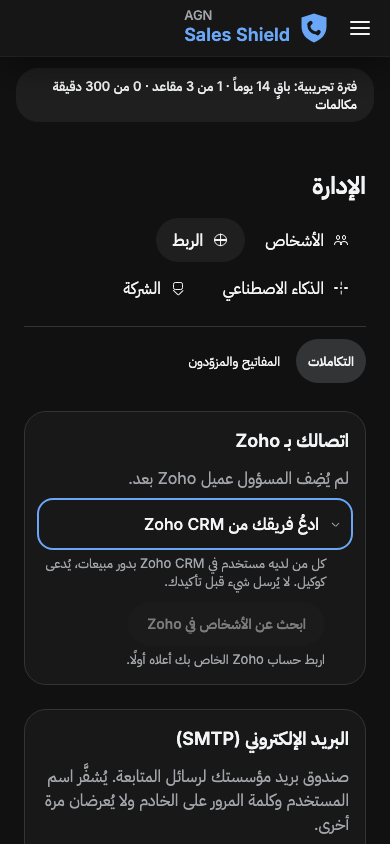 AGN
Sales Shield
فترة تجريبية: باقٍ 14 يوماً · 1 من 3 مقاعد · 0 من 300 دقيقة
مكالمات
الإدارة
الأشخاص
الربط
الذكاء الاصطناعي
الشركة
التكاملات
المفاتيح والمزوّدون
اتصالك بـ Zoho
لم يُضِف المسؤول عميل Zoho بعد.
ادعُ فريقك من Zoho CRM
كل من لديه مستخدم في Zoho CRM بدور مبيعات، يُدعى
كوكيل. لا يُرسل شيء قبل تأكيدك.
ابحث عن الأشخاص في Zoho
اربط حساب Zoho الخاص بك أعلاه أولًا.
البريد الإلكتروني (SMTP)
صندوق بريد مؤسستك لرسائل المتابعة. يُشفَّر اسم
المستخدم وكلمة المرور على الخادم ولا يُعرضان مرة
أخرى.